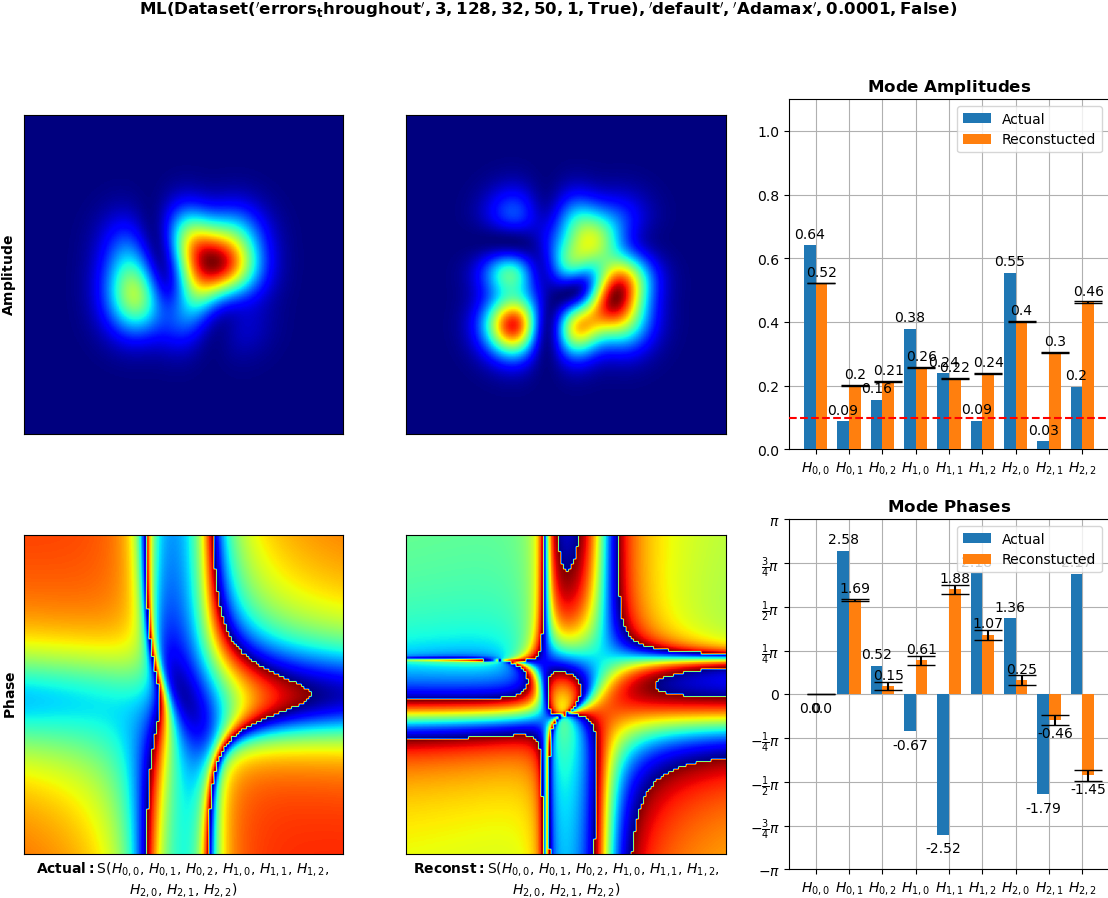 ML(Dataset(′errors_throughout′, 3, 128, 32, 50, 1, True),′default′,′Adamax′, 0.0001, False)
Amplitude
Mode Amplitudes
Actual
Reconstucted
1.0
0.8
0.6
0.4
0.2
0.0
0.64
0.52
0.09
0.2
0.16
0.21
0.38
0.26
0.24
0.22
0.09
0.24
0.55
0.4
0.03
0.3
0.2
0.46
H0,0 H0,1 H0,2 H1,0 H1,1 H1,2 H2,0 H2,1 H2,2
Phase
Actual: S(H0,0, H0,1, H0,2, H1,0, H1,1, H1,2,
H2,0, H2,1, H2,2)
Reconst: S(H0,0, H0,1, H0,2, H1,0, H1,1, H1,2,
H2,0, H2,1, H2,2)
Mode Phases
Actual
Reconstucted
π
3/4π
1/2π
1/4π
0
−1/4π
−1/2π
−3/4π
−π
0.0
0.0
2.58
1.69
0.52
0.15
-0.67
0.61
-2.52
1.88
1.07
1.36
0.25
-1.79
-0.46
-1.45
H0,0 H0,1 H0,2 H1,0 H1,1 H1,2 H2,0 H2,1 H2,2